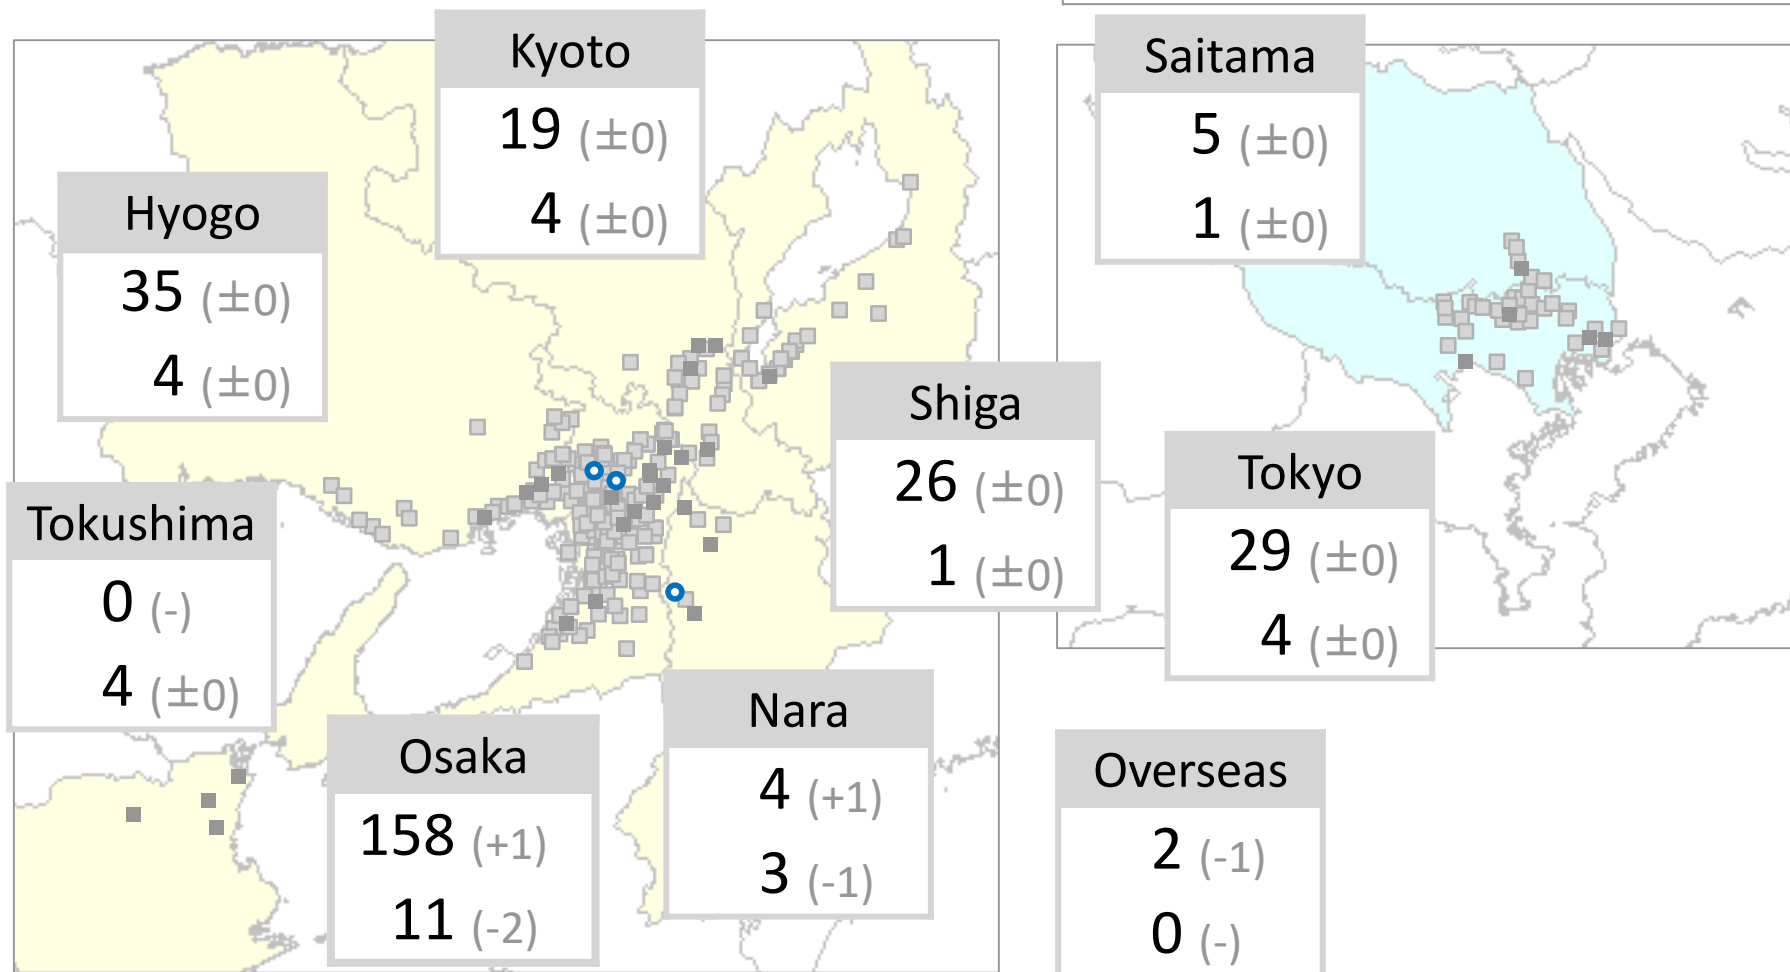 Kyoto
19 (±0)
4 (±0)
Saitama
5 (±0)
1 (±0)
Hyogo
35 (±0)
4 (±0)
Shiga
26 (±0)
1 (±0)
Tokyo
29 (±0)
4 (±0)
Tokushima
0 (-)
4 (±0)
Osaka
158 (+1)
11 (-2)
Nara
4 (+1)
3 (-1)
Overseas
2 (-1)
0 (-)